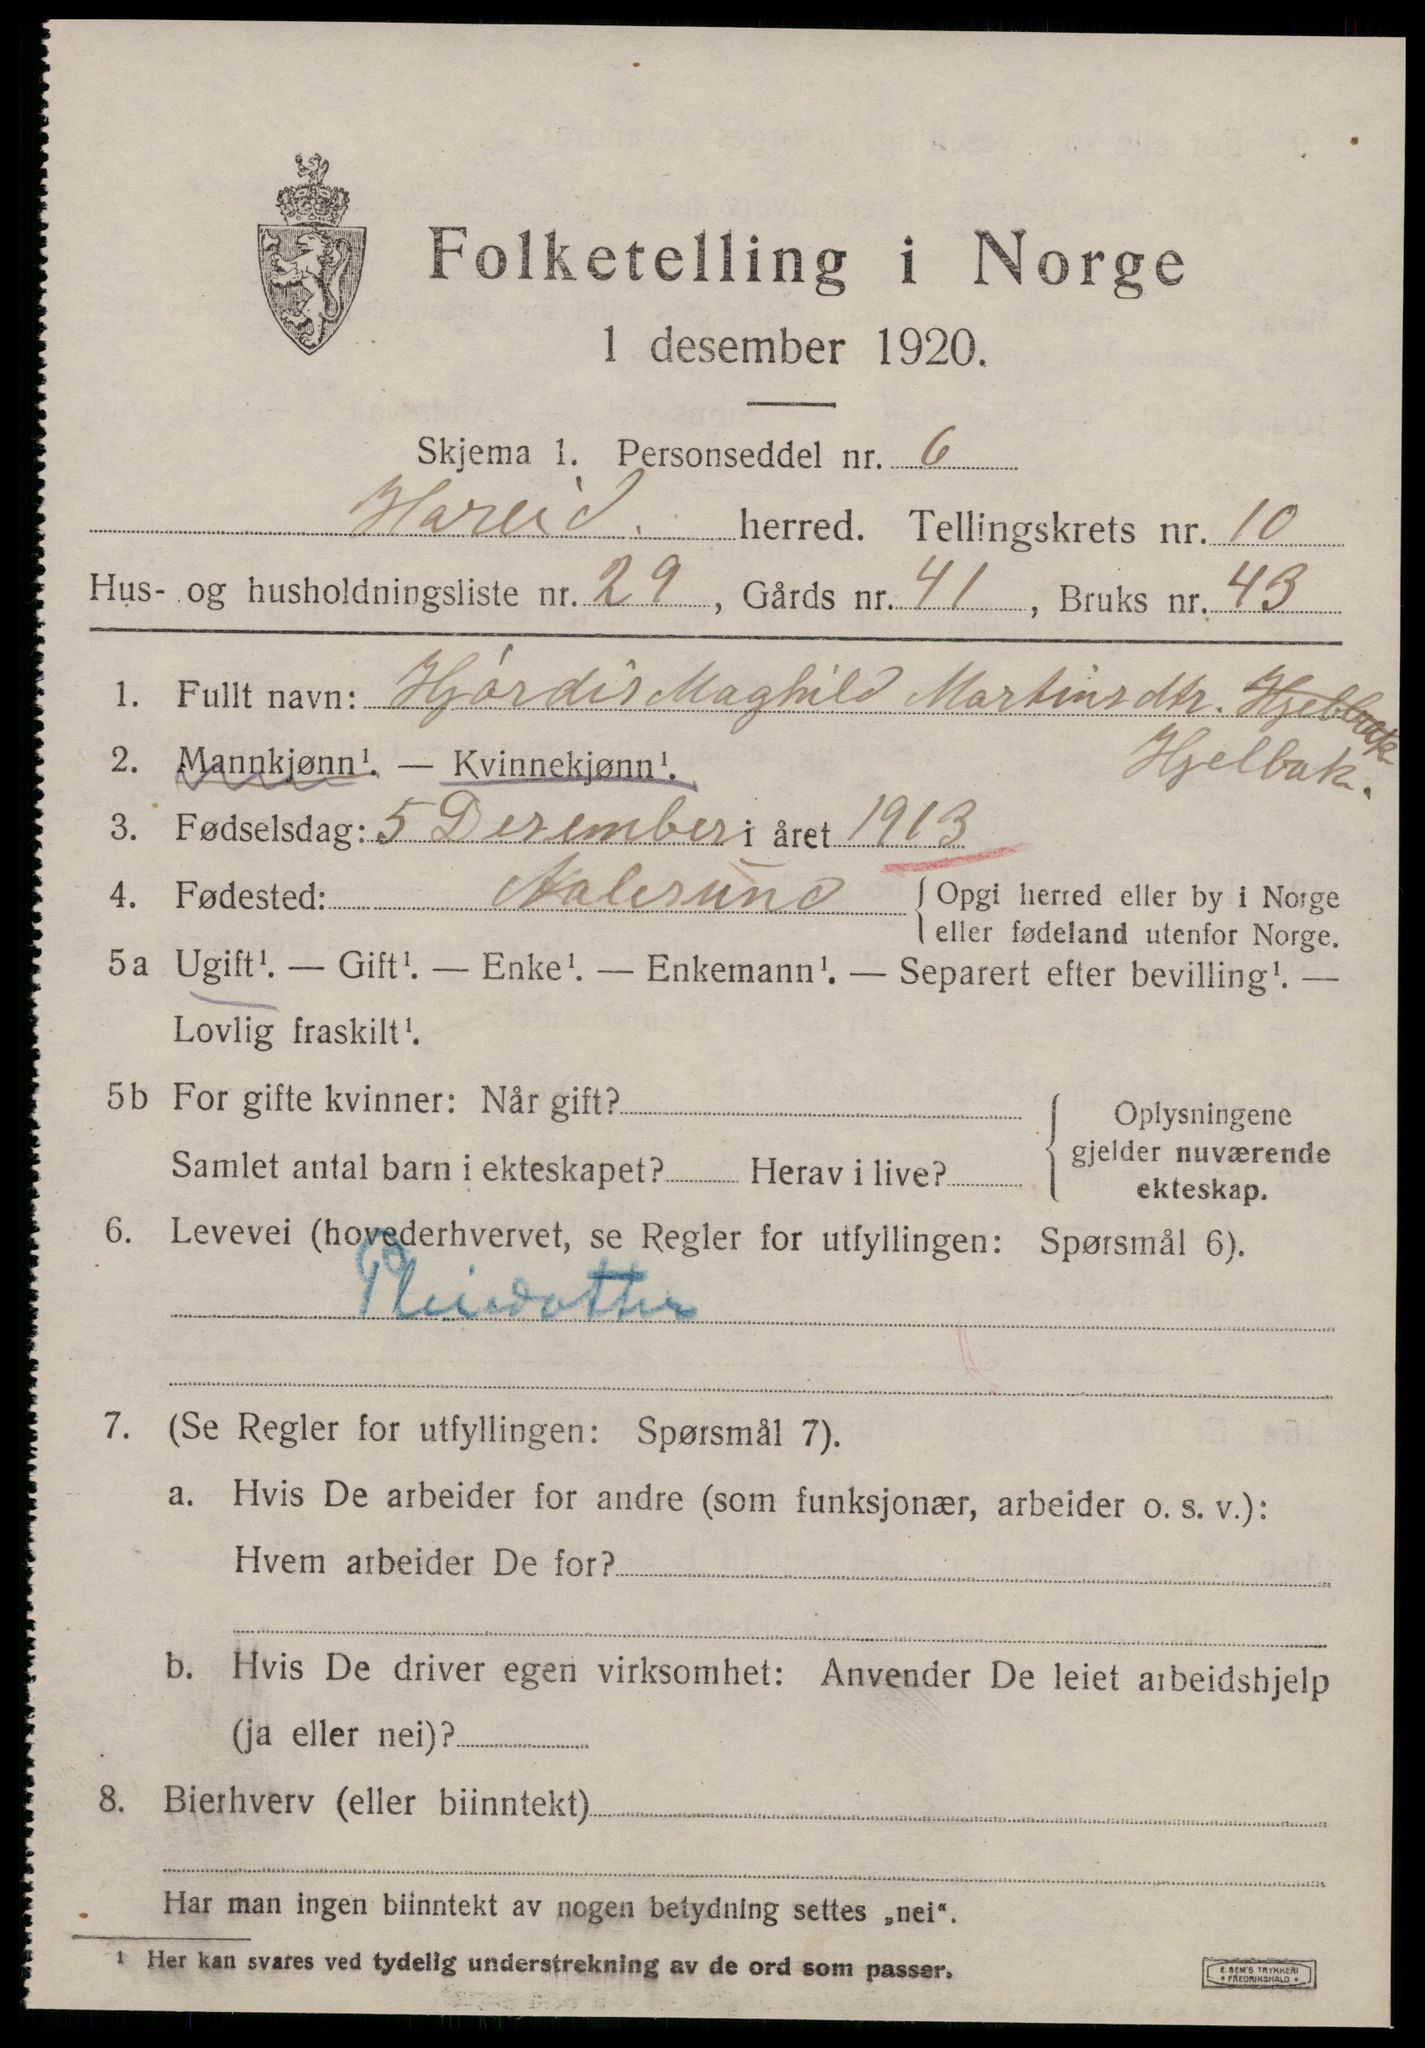 Folketelling i Norge
1 desember 1920.
Skjema 1. Personseddel nr. 6
Hareid. herred. Tellingskrets nr. 10
Hus- og husholdningsliste nr. 29, Gårds nr. 41, Bruks nr. 43
1. Fullt navn: Hjørdis Maghild Martinsdtr. Hjelbak
Hjelbak.
2. Mannkjønn¹. — Kvinnekjønn¹.
3. Fødselsdag: 5 Desember i året 1913
4. Fødested: Aalesund { Opgi herred eller by i Norge
eller fødeland utenfor Norge.
5a Ugift¹. — Gift¹. — Enke¹. — Enkemann¹. — Separert efter bevilling¹. —
Lovlig fraskilt¹.
5b For gifte kvinner: Når gift? Oplysningene
gjelder nuværende
Samlet antal barn i ekteskapet? Herav i live?
ekteskap.
6. Levevei (hovederhvervet, se Regler for utfyllingen: Spørsmål 6).
Pleiedotter
7. (Se Regler for utfyllingen: Spørsmål 7).
a. Hvis De arbeider for andre (som funksjonær, arbeider o. s. v.):
Hvem arbeider De for?
b. Hvis De driver egen virksomhet: Anvender De leiet arbeidshjelp
(ja eller nei)?
8. Bierhverv (eller biinntekt)
Har man ingen biinntekt av nogen betydning settes „nei“.
¹ Her kan svares ved tydelig understrekning av de ord som passer.
E. SEM'S TRYKKERI
* FREDRIKSHALD *